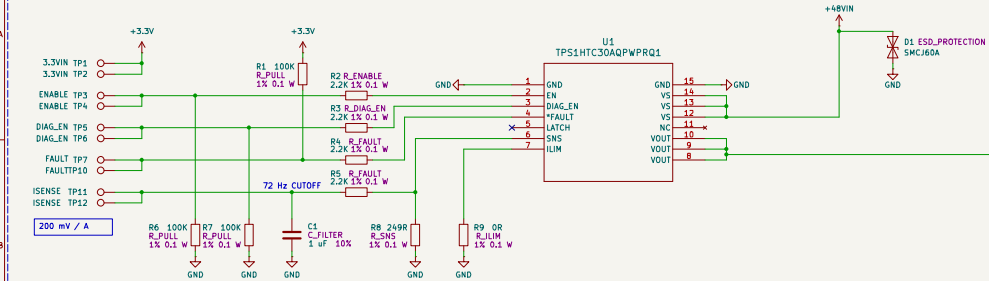 +48VIN
+3.3V
+3.3V
U1
TPS1HTC30AQPWPRQ1
D1 ESD_PROTECTION
SMCJ60A
GND
3.3VIN TP1
3.3VIN TP2
R1 100K
R_PULL
1% 0.1 W
R2 R_ENABLE
2.2K 1% 0.1 W
GND
1 GND
GND 15
GND
ENABLE TP3
ENABLE TP4
2 EN
VS 14
R3 R_DIAG_EN
2.2K 1% 0.1 W
3 DIAG_EN
VS 13
4 *FAULT
VS 12
DIAG_EN TP5
DIAG_EN TP6
5 LATCH
NC 11
R4 R_FAULT
2.2K 1% 0.1 W
6 SNS
VOUT 10
7 ILIM
VOUT 9
VOUT 8
FAULT TP7
FAULT TP10
R5 R_FAULT
2.2K 1% 0.1 W
72 Hz CUTOFF
ISENSE TP11
ISENSE TP12
200 mV / A
R6 100K
R_PULL
1% 0.1 W
R7 100K
R_PULL
1% 0.1 W
C1
C_FILTER
1 uF 10%
R8 249R
R_SNS
1% 0.1 W
R9 0R
R_ILIM
1% 0.1 W
GND
GND
GND
GND
GND